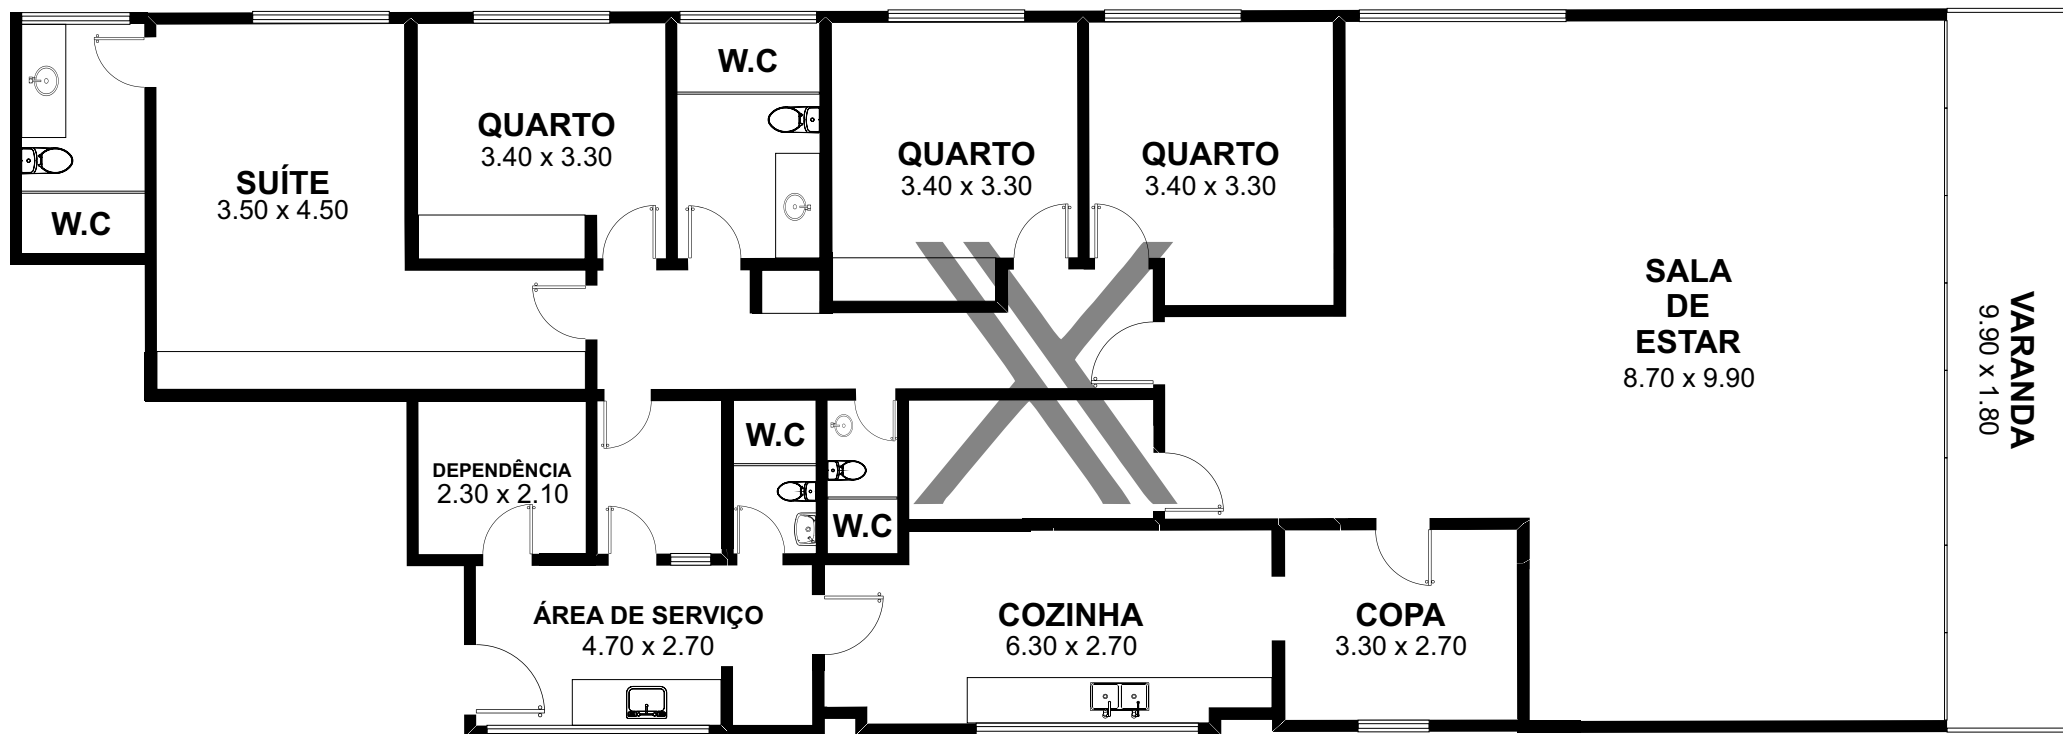 W.C
SUÍTE
3.50 x 4.50
QUARTO
3.40 x 3.30
W.C
QUARTO
3.40 x 3.30
QUARTO
3.40 x 3.30
SALA
DE
ESTAR
8.70 x 9.90
VARANDA
9.90 x 1.80
DEPENDÊNCIA
2.30 x 2.10
W.C
W.C
ÁREA DE SERVIÇO
4.70 x 2.70
COZINHA
6.30 x 2.70
COPA
3.30 x 2.70